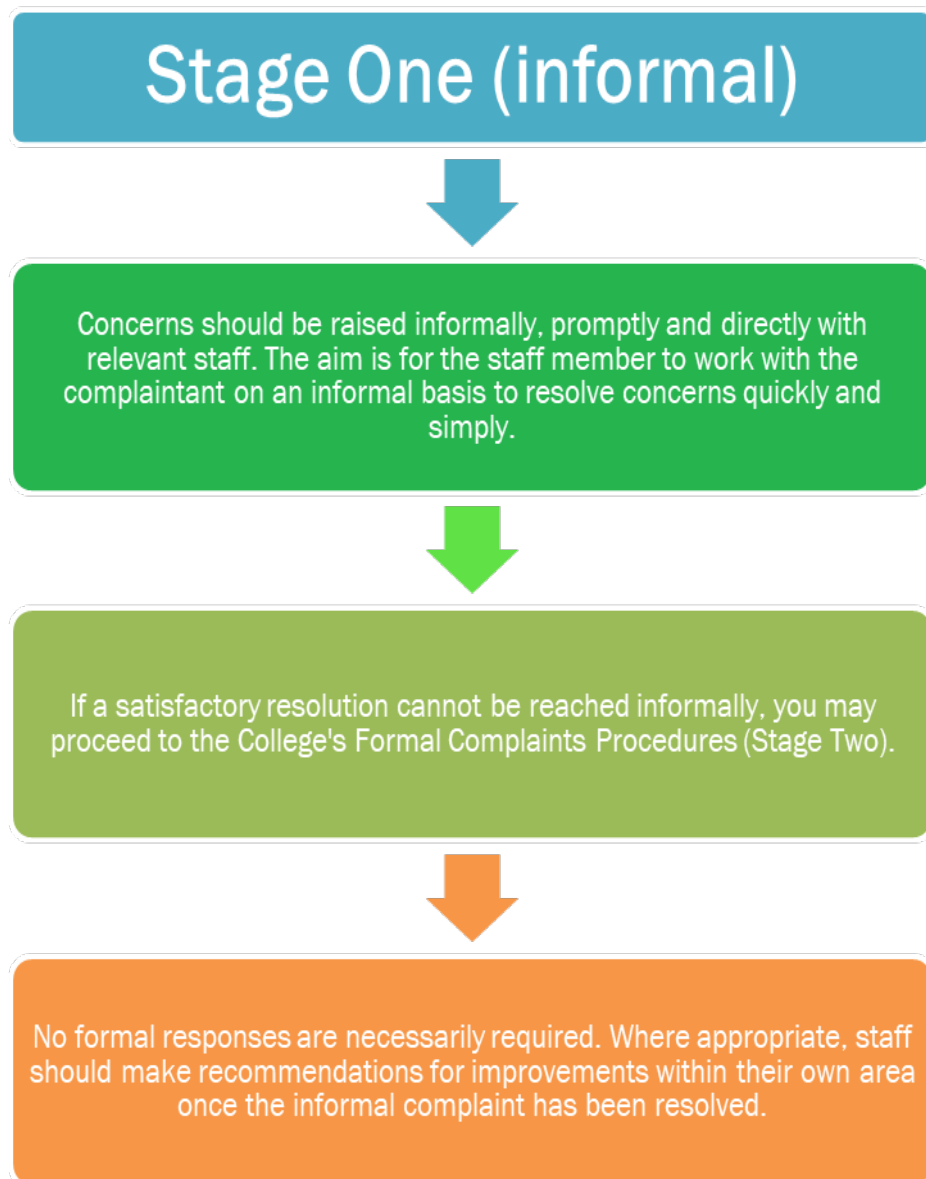 Stage One (informal)
Concerns should be raised informally, promptly and directly with
relevant staff. The aim is for the staff member to work with the
complaintant on an informal basis to resolve concerns quickly and
simply.
If a satisfactory resolution cannot be reached informally, you may
proceed to the College's Formal Complaints Procedures (Stage Two).
No formal responses are necessarily required. Where appropriate, staff
should make recommendations for improvements within their own area
once the informal complaint has been resolved.